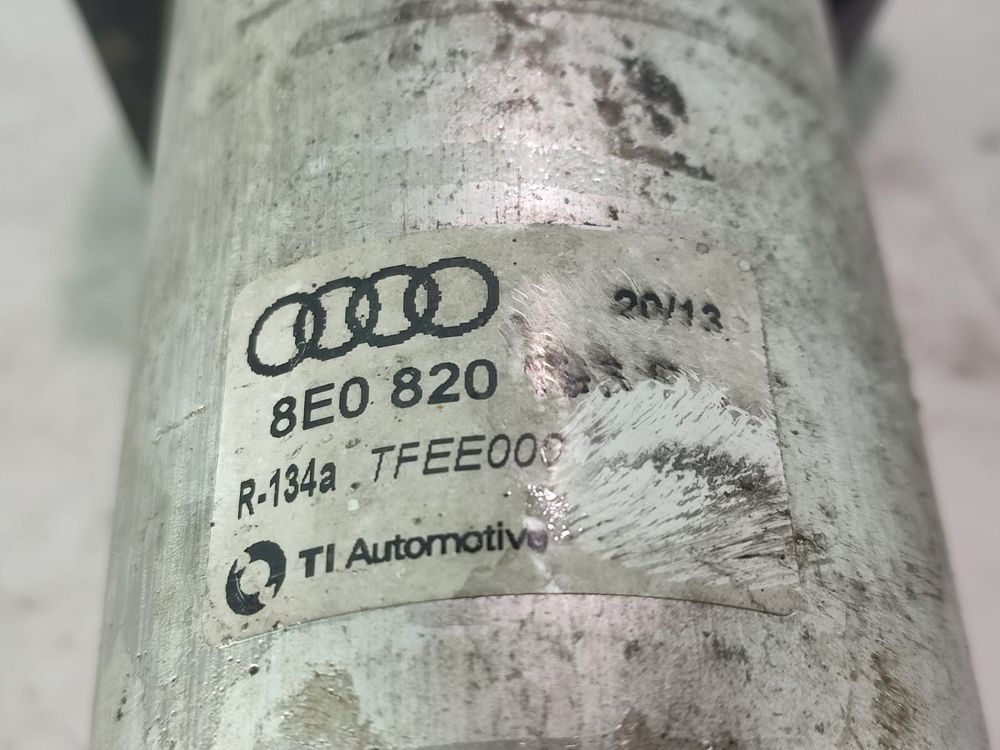 20/13
8E0 820
R-134a TFEE000
TI Automotive